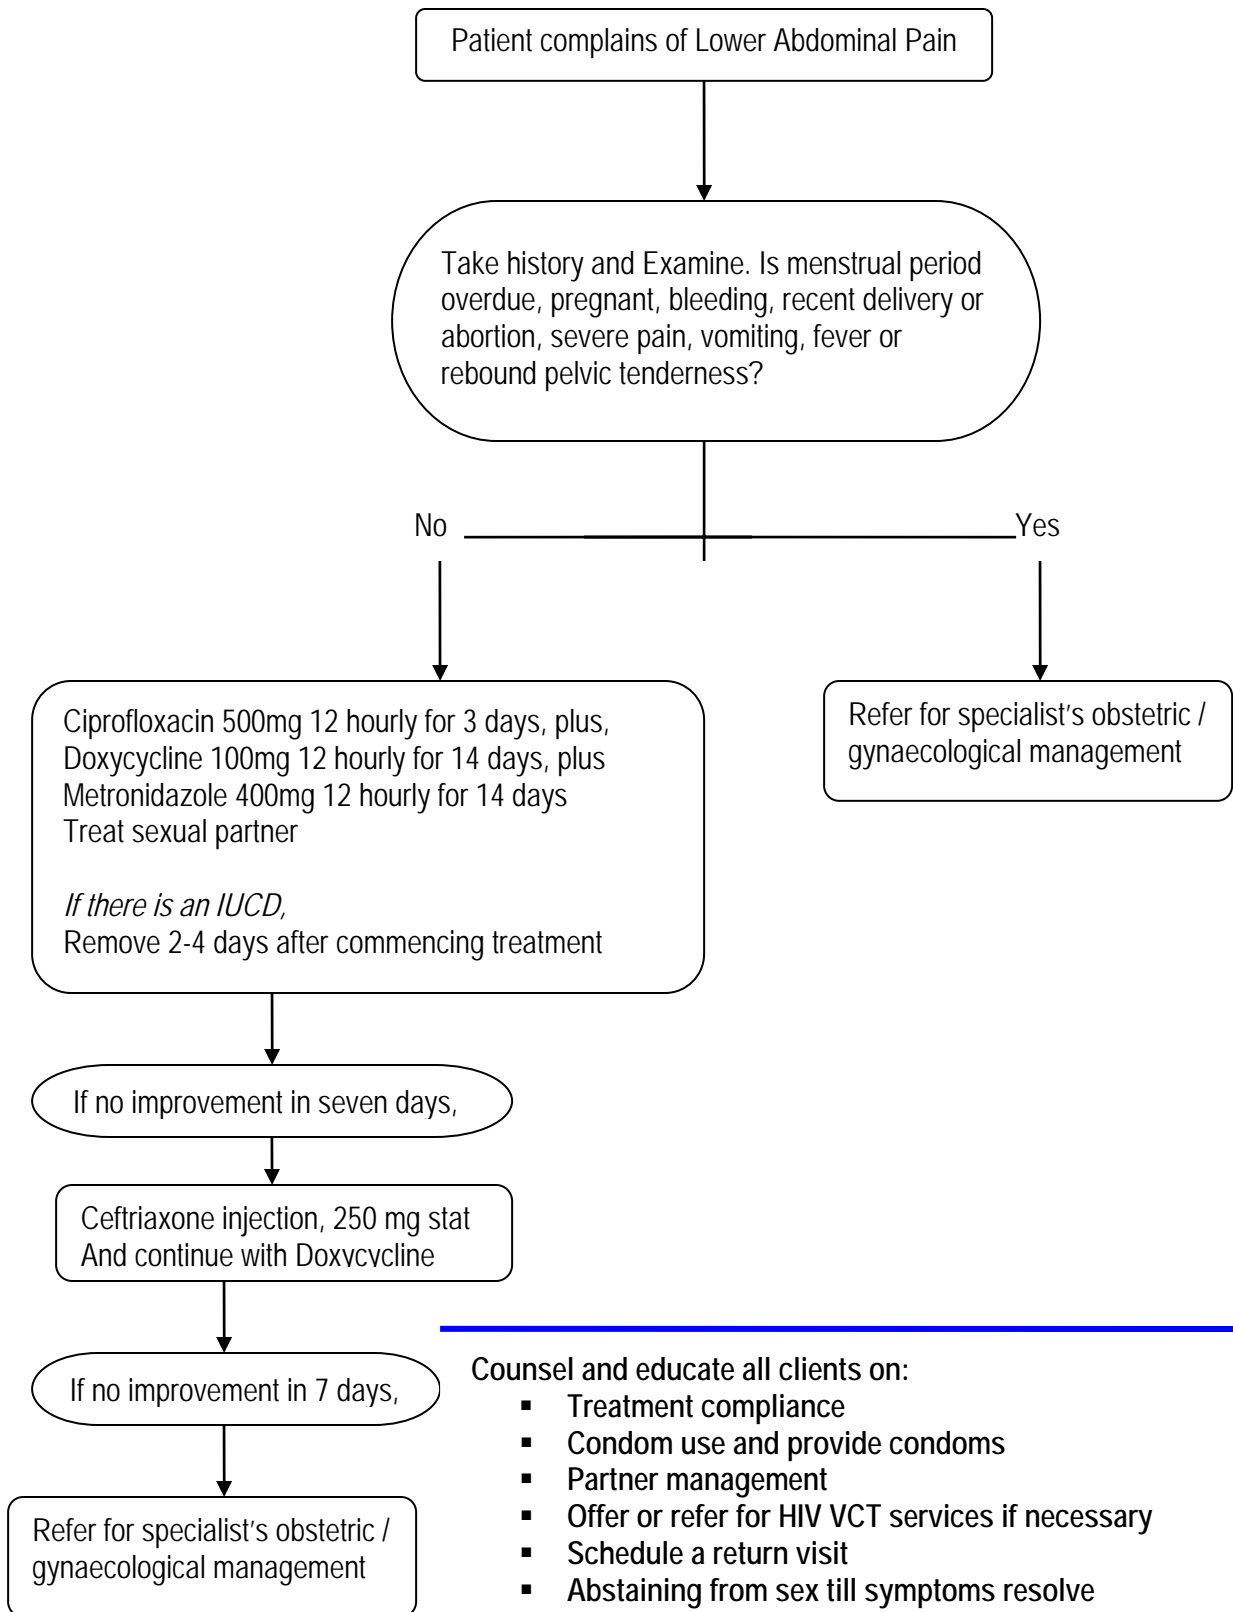 Patient complains of Lower Abdominal Pain
Take history and Examine. Is menstrual period
overdue, pregnant, bleeding, recent delivery or
abortion, severe pain, vomiting, fever or
rebound pelvic tenderness?
No
Yes
Ciprofloxacin 500mg 12 hourly for 3 days, plus,
Doxycycline 100mg 12 hourly for 14 days, plus
Metronidazole 400mg 12 hourly for 14 days
Treat sexual partner
If there is an IUCD,
Remove 2-4 days after commencing treatment
Refer for specialist's obstetric /
gynaecological management
If no improvement in seven days,
Ceftriaxone injection, 250 mg stat
And continue with Doxycycline
If no improvement in 7 days,
Refer for specialist's obstetric /
gynaecological management
Counsel and educate all clients on:
▪ Treatment compliance
▪ Condom use and provide condoms
▪ Partner management
▪ Offer or refer for HIV VCT services if necessary
▪ Schedule a return visit
▪ Abstaining from sex till symptoms resolve